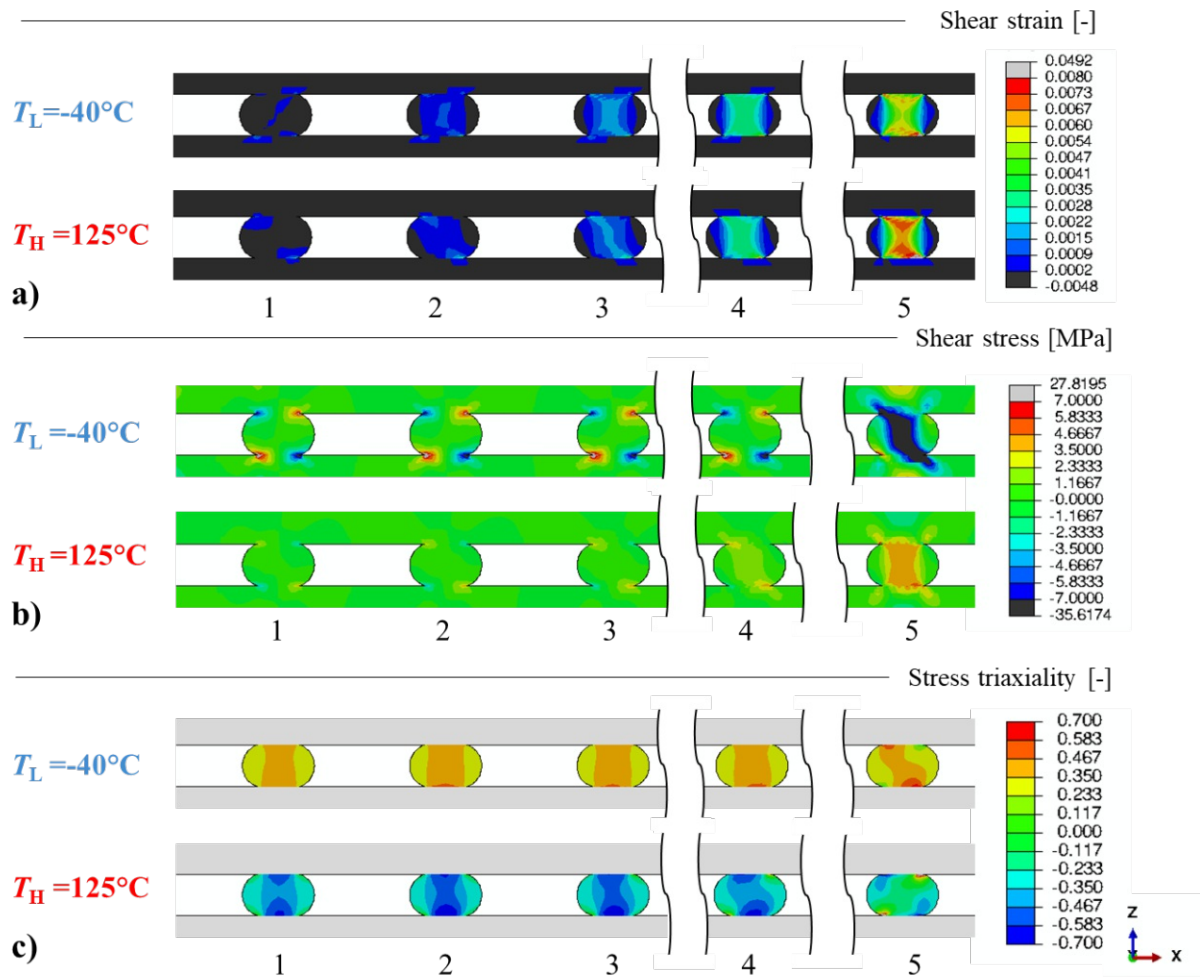 Shear strain [-]
T_L=-40°C
T_H =125°C
0.0492
0.0080
0.0073
0.0067
0.0060
0.0054
0.0047
0.0041
0.0035
0.0028
0.0022
0.0015
0.0009
0.0002
-0.0048
a)
1 2 3 4 5
Shear stress [MPa]
T_L =-40°C
T_H =125°C
27.8195
7.0000
5.8333
4.6667
3.5000
2.3333
1.1667
-0.0000
-1.1667
-2.3333
-3.5000
-4.6667
-5.8333
-7.0000
-35.6174
b)
1 2 3 4 5
Stress triaxiality [-]
T_L =-40°C
T_H =125°C
0.700
0.583
0.467
0.350
0.233
0.117
0.000
-0.117
-0.233
-0.350
-0.467
-0.583
-0.700
Z
X
c)
1 2 3 4 5